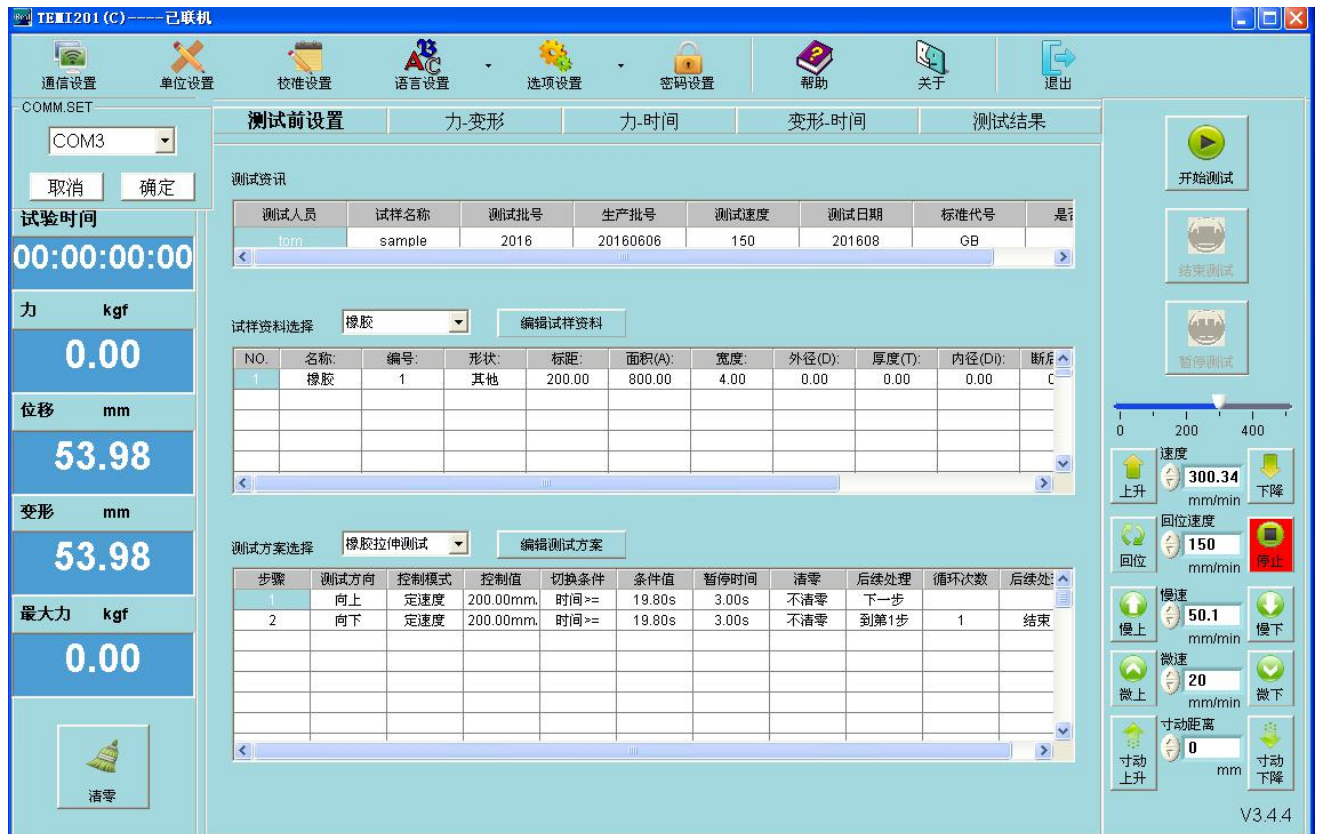 TEMI201(C)----已联机
通信设置 单位设置 校准设置 语言设置 选项设置 密码设置 帮助 关于 退出
COMM.SET
COM3
取消 确定
试验时间
00:00:00:00
力 kgf
0.00
位移 mm
53.98
变形 mm
53.98
最大力 kgf
0.00
清零
测试前设置 力-变形 力-时间 变形-时间 测试结果
测试资讯
测试人员 试样名称 测试批号 生产批号 测试速度 测试日期 标准代号 是否
tom sample 2016 20160606 150 201608 GB
试样资料选择 橡胶 编辑试样资料
NO. 名称: 编号: 形状: 标距: 面积(A): 宽度: 外径(D): 厚度(T): 内径(Di): 断后
1 橡胶 1 其他 200.00 800.00 4.00 0.00 0.00 0.00
测试方案选择 橡胶拉伸测试 编辑测试方案
步骤 测试方向 控制模式 控制值 切换条件 条件值 暂停时间 清零 后续处理 循环次数 后续处
1 向上 定速度 200.00mm. 时间>= 19.80s 3.00s 不清零 下一步
2 向下 定速度 200.00mm. 时间>= 19.80s 3.00s 不清零 到第1步 1 结束
开始测试
结束测试
暂停测试
0 200 400
速度
上升 300.34 下降
mm/min
回位速度
回位 150 停止
mm/min
慢速
慢上 50.1 慢下
mm/min
微速
微上 20 微下
mm/min
寸动距离
0
寸动上升 mm 寸动下降
V3.4.4